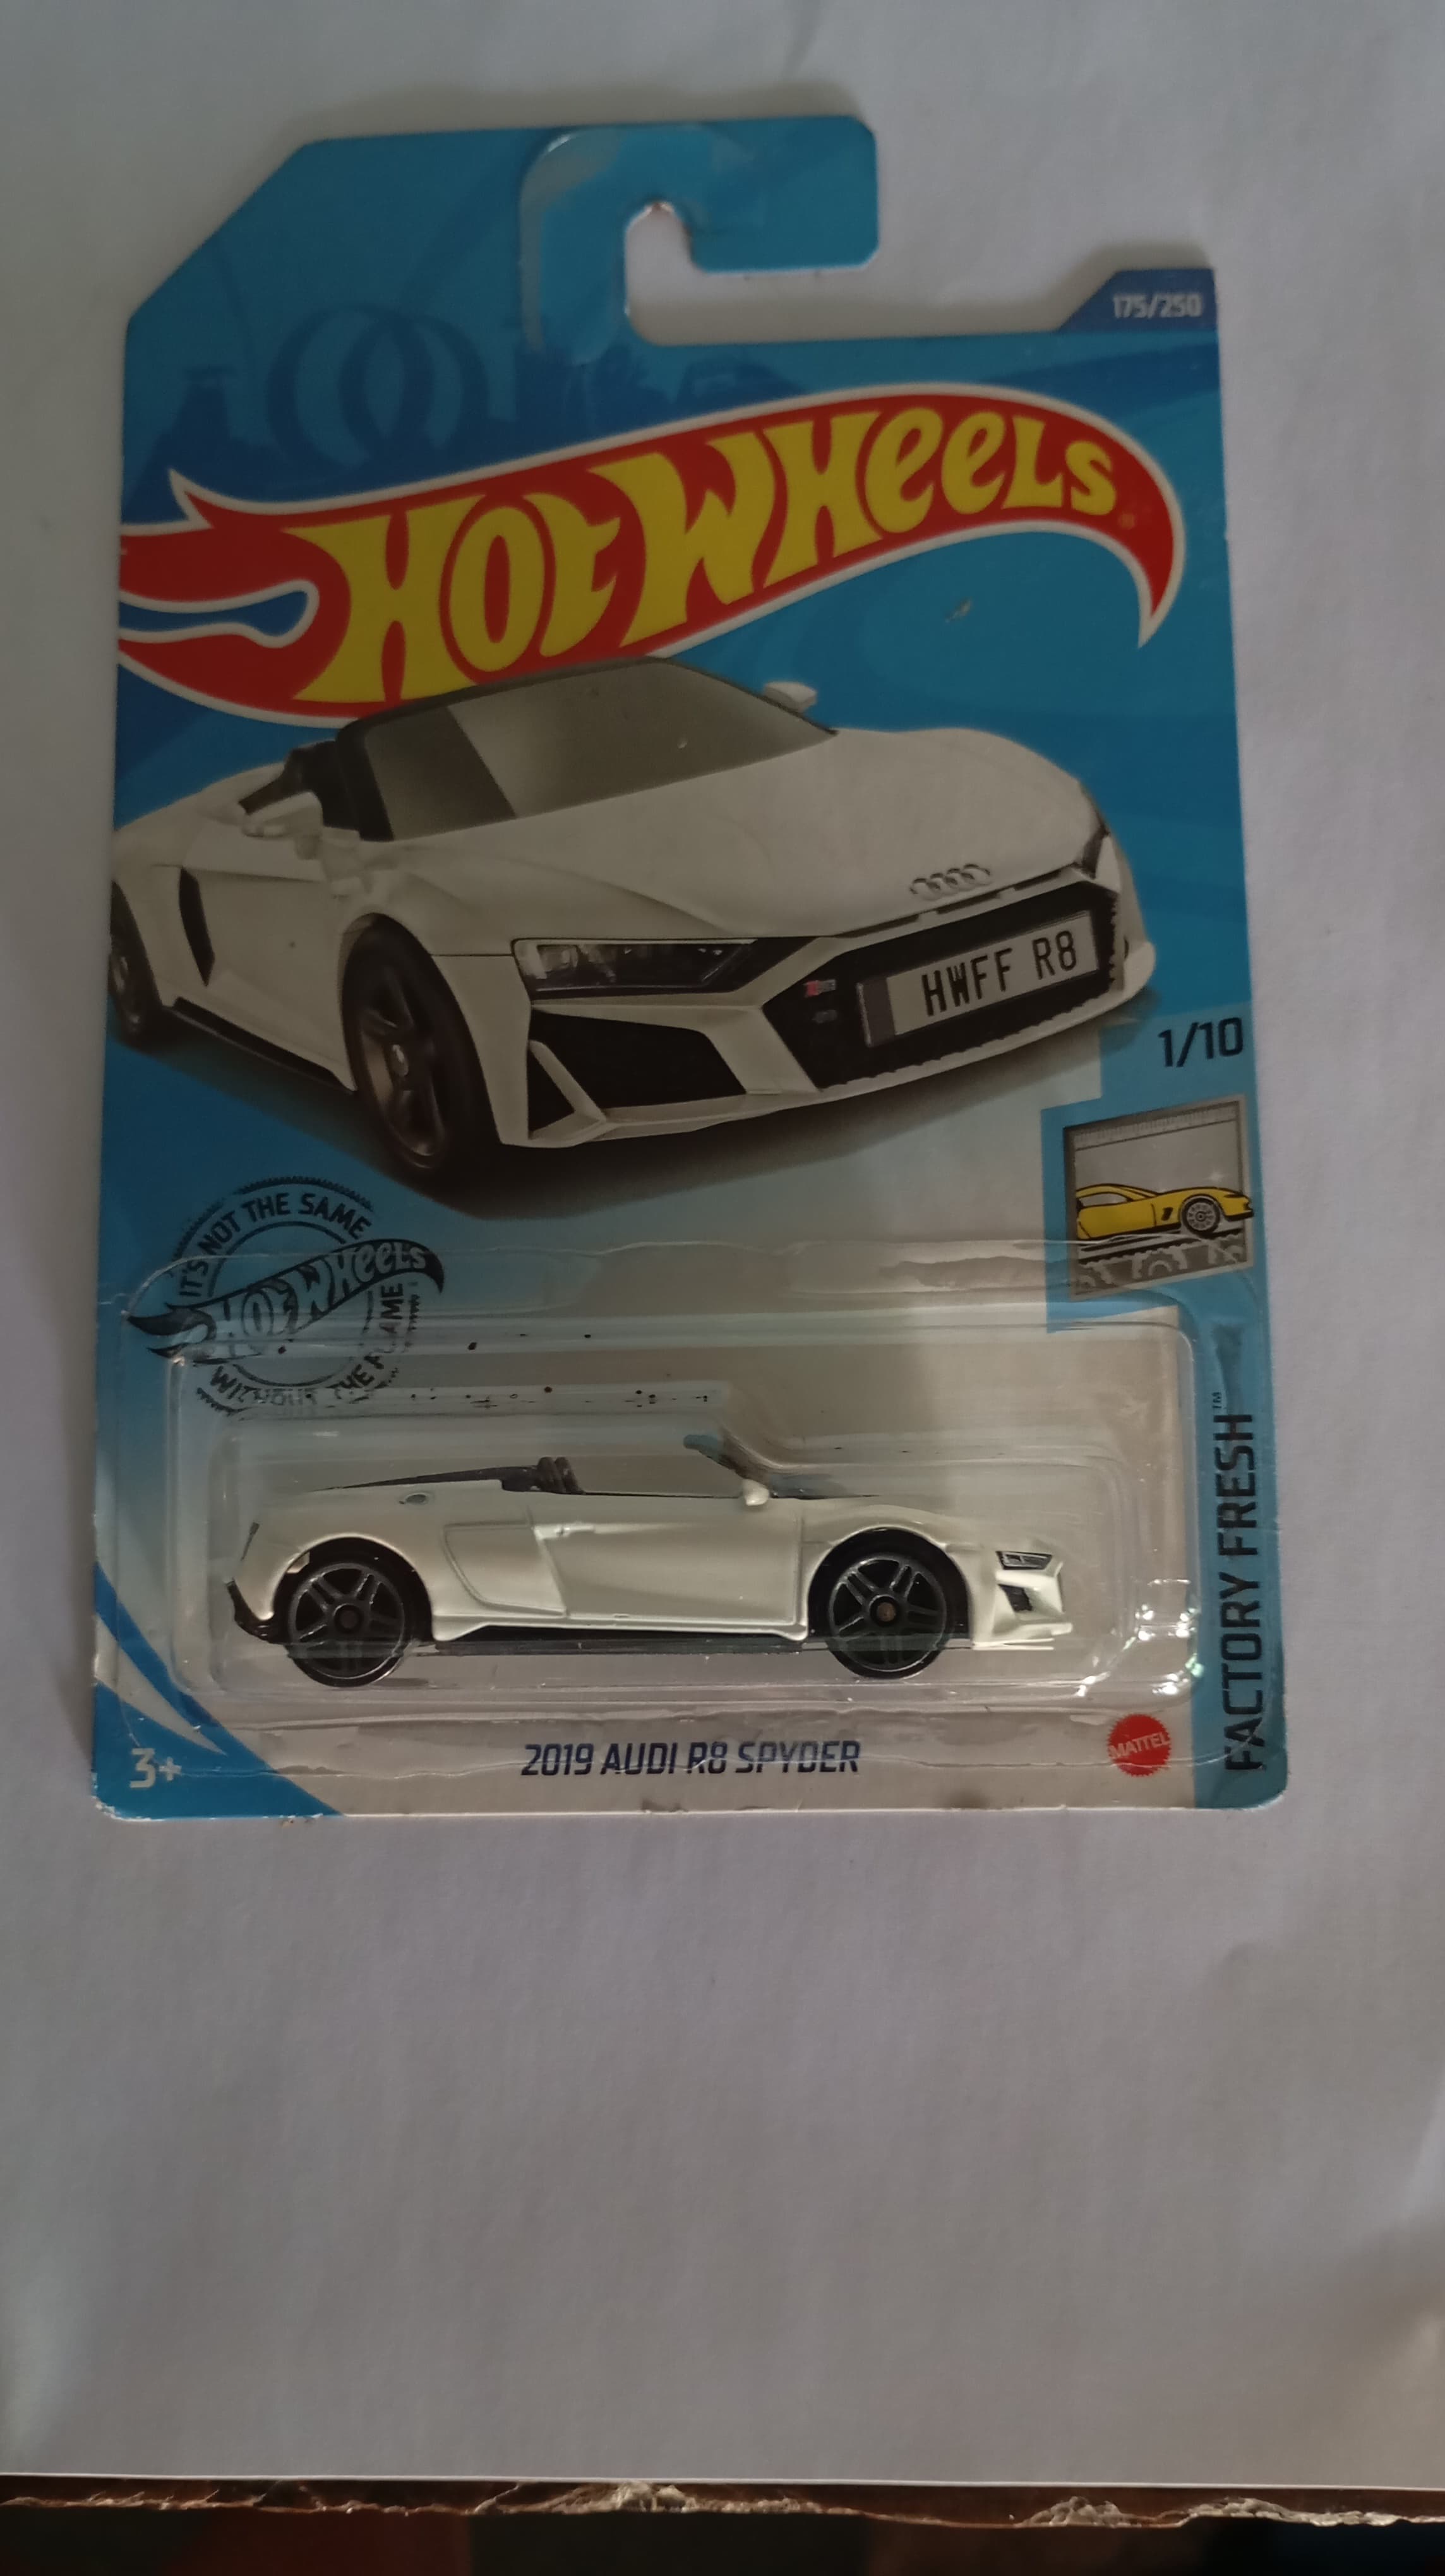 175/250
HOT WHEELS
HWFF R8
1/10
IT'S NOT THE SAME
HOT WHEELS
WITHOUT THE FLAME
FACTORY FRESH™
3+
2019 AUDI R8 SPYDER
MATTEL